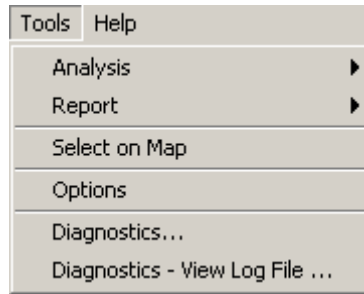 Tools Help
Analysis
Report
Select on Map
Options
Diagnostics...
Diagnostics - View Log File ...